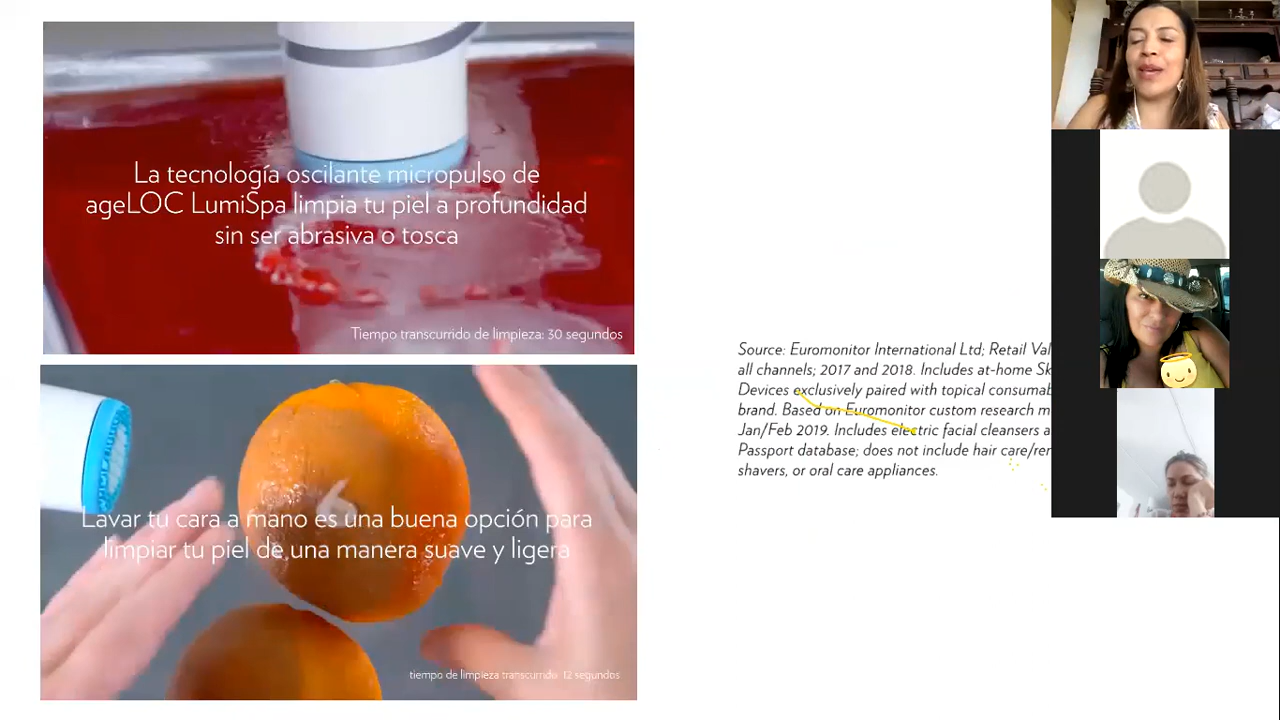 La tecnología oscilante micropulso de
ageLOC LumiSpa limpia tu piel a profundidad
sin ser abrasiva o tosca
Tiempo transcurrido de limpieza: 30 segundos
Lavar tu cara a mano es una buena opción para
limpiar tu piel de una manera suave y ligera
tiempo de limpieza transcurrido 12 segundos
Source: Euromonitor International Ltd; Retail
all channels; 2017 and 2018. Includes at-home
Devices exclusively paired with topical
brand. Based on Euromonitor custom research
Jan/Feb 2019. Includes electric facial cleansers
Passport database; does not include hair
shavers, or oral care appliances.